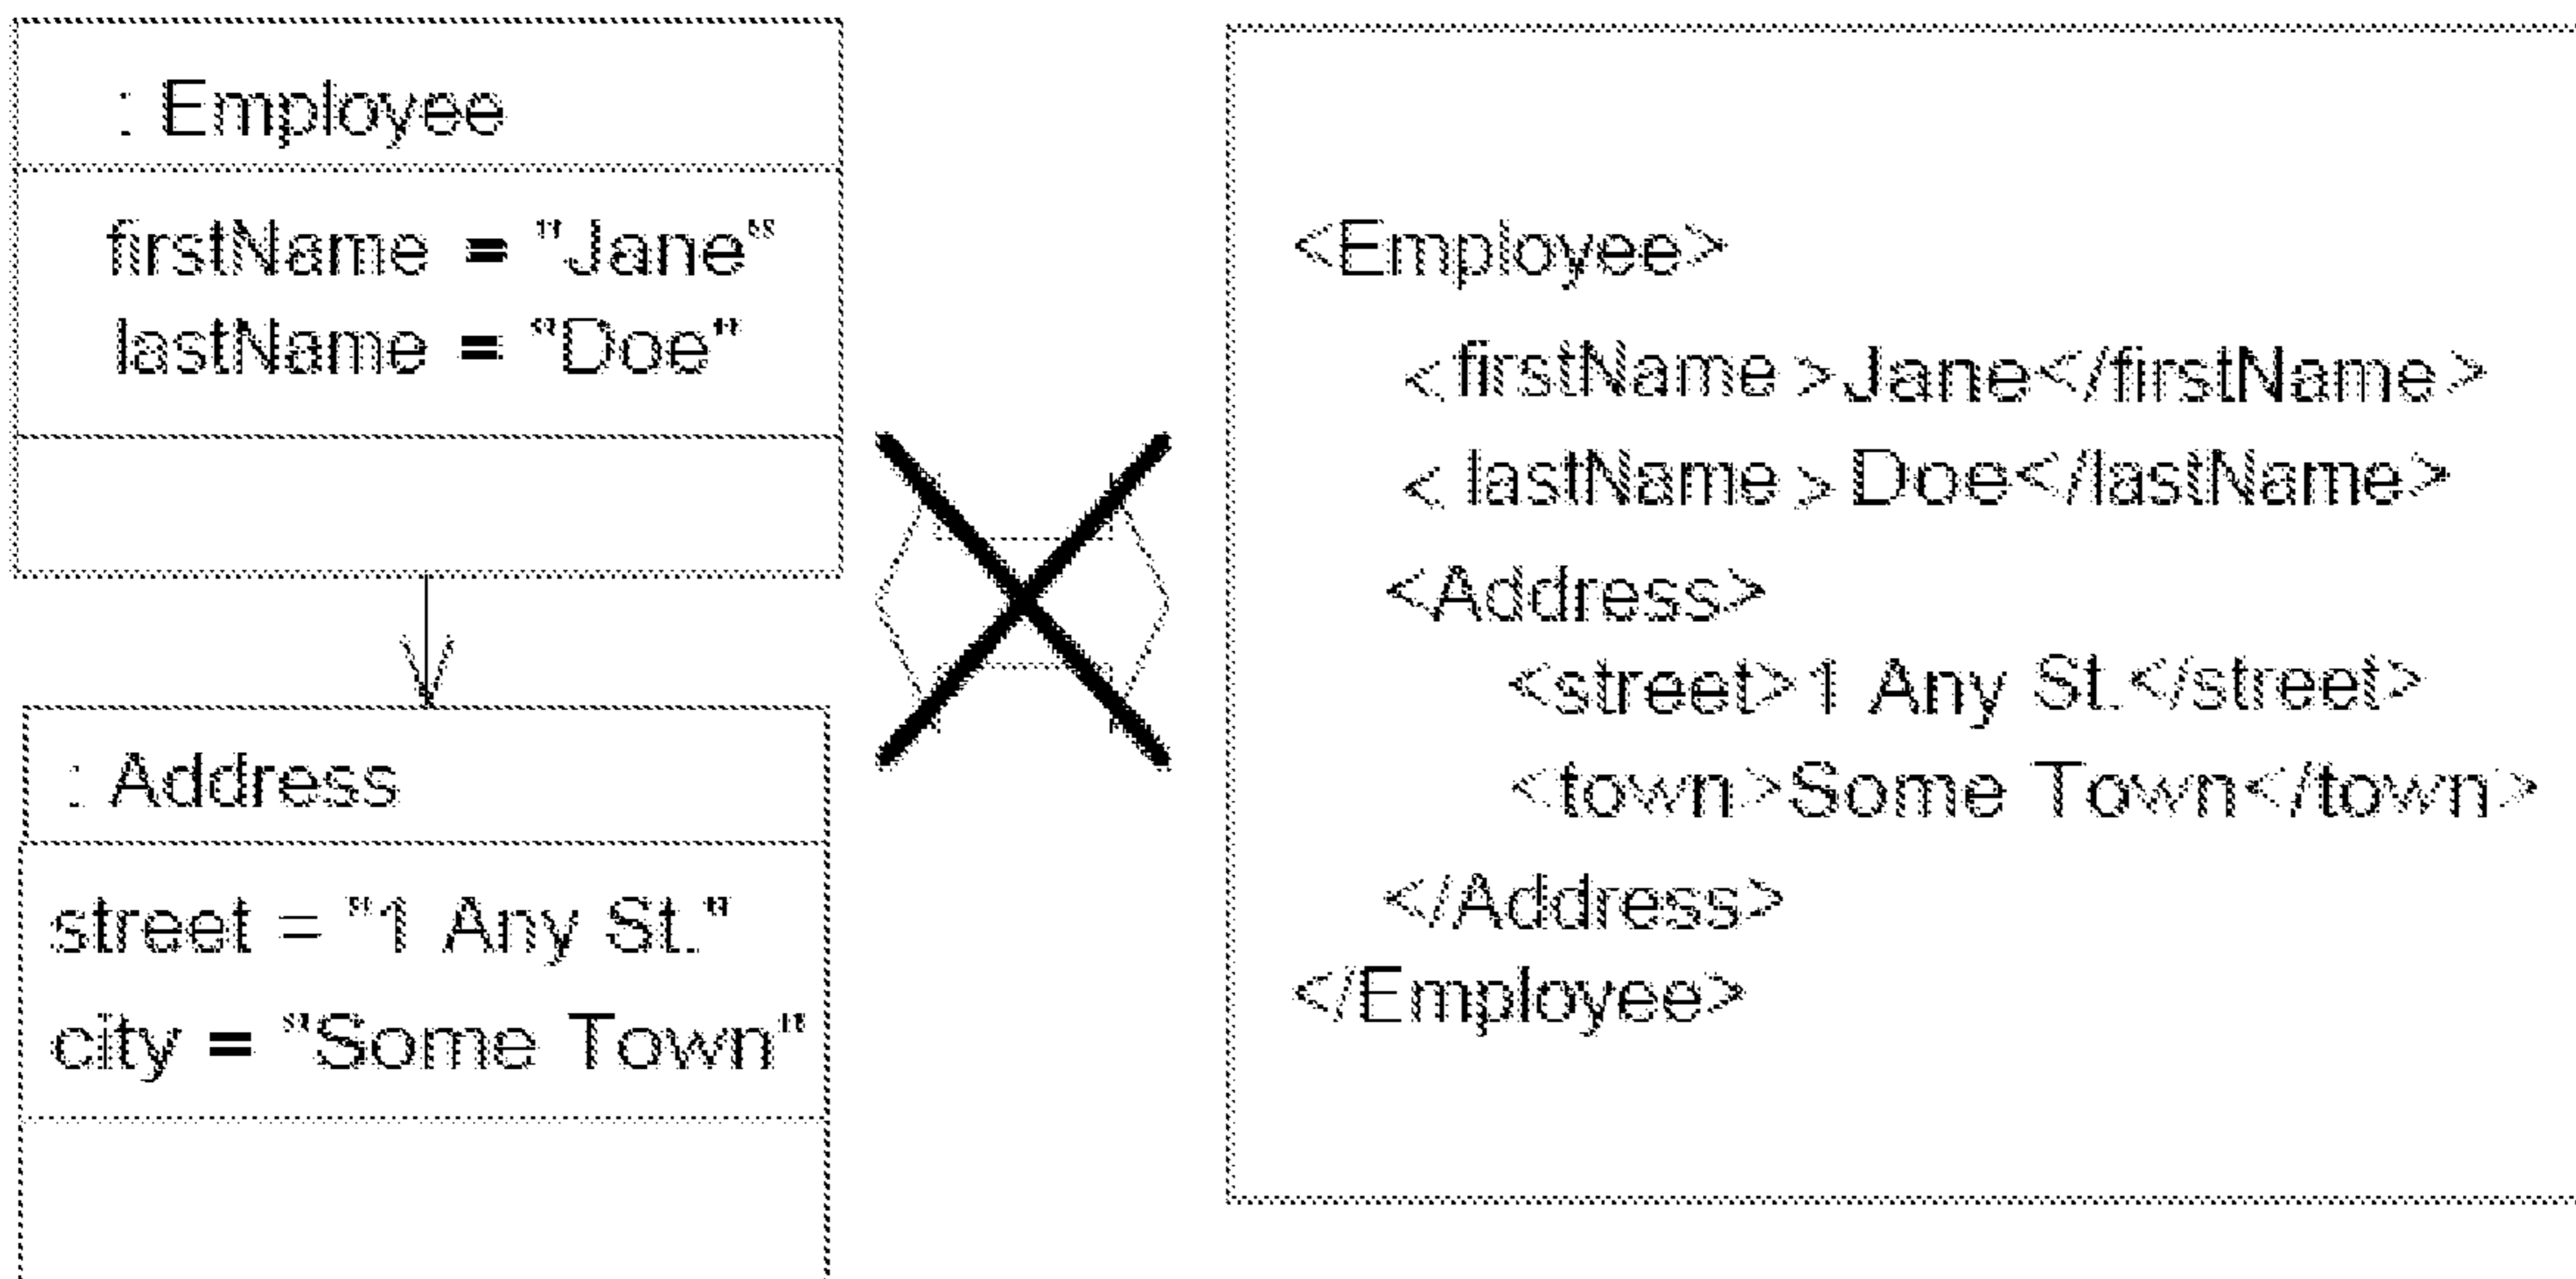 : Employee
firstName = "Jane"
lastName = "Doe"
: Address
street = "1 Any St."
city = "Some Town"
<Employee>
< firstName >Jane</firstName >
< lastName > Doe</lastName>
<Address>
<street>1 Any St.</street>
<town>Some Town</town>
</Address>
</Employee>